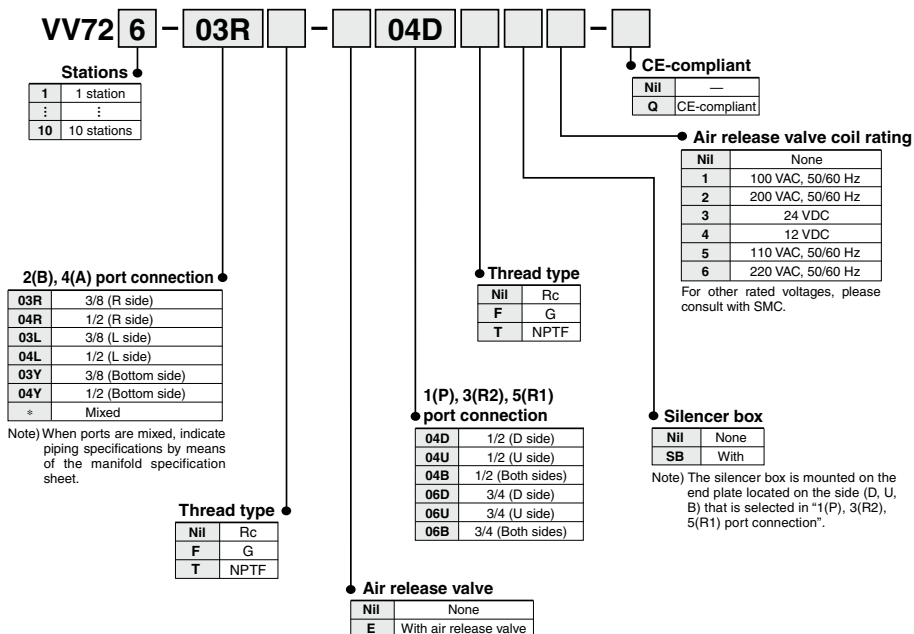 VV72 6 – 03R – 04D –
Stations
1 1 station
⋮ ⋮
10 10 stations
CE-compliant
Nil —
Q CE-compliant
Air release valve coil rating
Nil None
1 100 VAC, 50/60 Hz
2 200 VAC, 50/60 Hz
3 24 VDC
4 12 VDC
5 110 VAC, 50/60 Hz
6 220 VAC, 50/60 Hz
For other rated voltages, please
consult with SMC.
2(B), 4(A) port connection
03R 3/8 (R side)
04R 1/2 (R side)
03L 3/8 (L side)
04L 1/2 (L side)
03Y 3/8 (Bottom side)
04Y 1/2 (Bottom side)
* Mixed
Note) When ports are mixed, indicate
piping specifications by means
of the manifold specification
sheet.
Thread type
Nil Rc
F G
T NPTF
1(P), 3(R2), 5(R1)
port connection
04D 1/2 (D side)
04U 1/2 (U side)
04B 1/2 (Both sides)
06D 3/4 (D side)
06U 3/4 (U side)
06B 3/4 (Both sides)
Silencer box
Nil None
SB With
Note) The silencer box is mounted on the
end plate located on the side (D, U,
B) that is selected in “1(P), 3(R2),
5(R1) port connection”.
Thread type
Nil Rc
F G
T NPTF
Air release valve
Nil None
E With air release valve